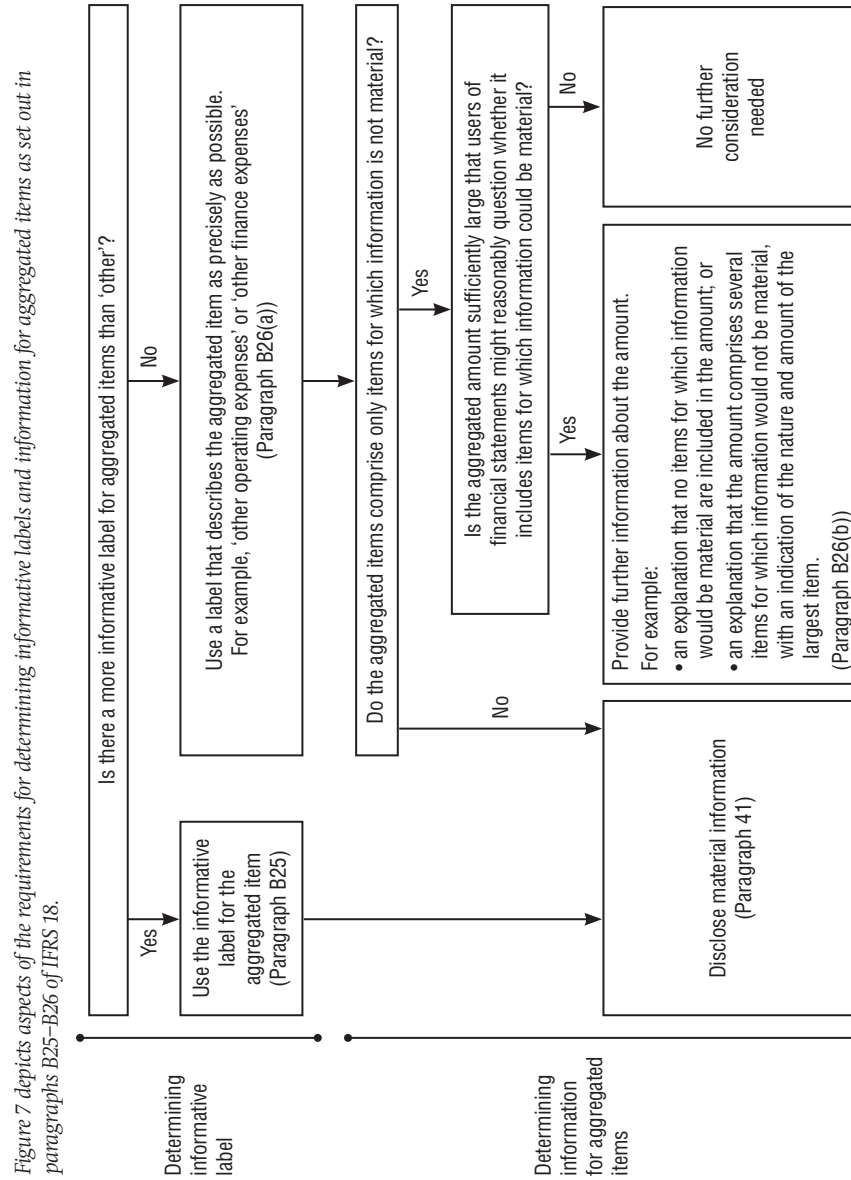 Figure 7 depicts aspects of the requirements for determining informative labels and information for aggregated items as set out in
paragraphs B25–B26 of IFRS 18.
Determining
informative
label
Is there a more informative label for aggregated items than ‘other’?
Yes
No
Use the informative
label for the
aggregated item
(Paragraph B25)
Use a label that describes the aggregated item as precisely as possible.
For example, ‘other operating expenses’ or ‘other finance expenses’
(Paragraph B26(a))
Determining
information
for aggregated
items
Do the aggregated items comprise only items for which information is not material?
No
Yes
Is the aggregated amount sufficiently large that users of
financial statements might reasonably question whether it
includes items for which information could be material?
Yes
No
Disclose material information
(Paragraph 41)
Provide further information about the amount.
For example:
• an explanation that no items for which information
would be material are included in the amount; or
• an explanation that the amount comprises several
items for which information would not be material,
with an indication of the nature and amount of the
largest item.
(Paragraph B26(b))
No further
consideration
needed